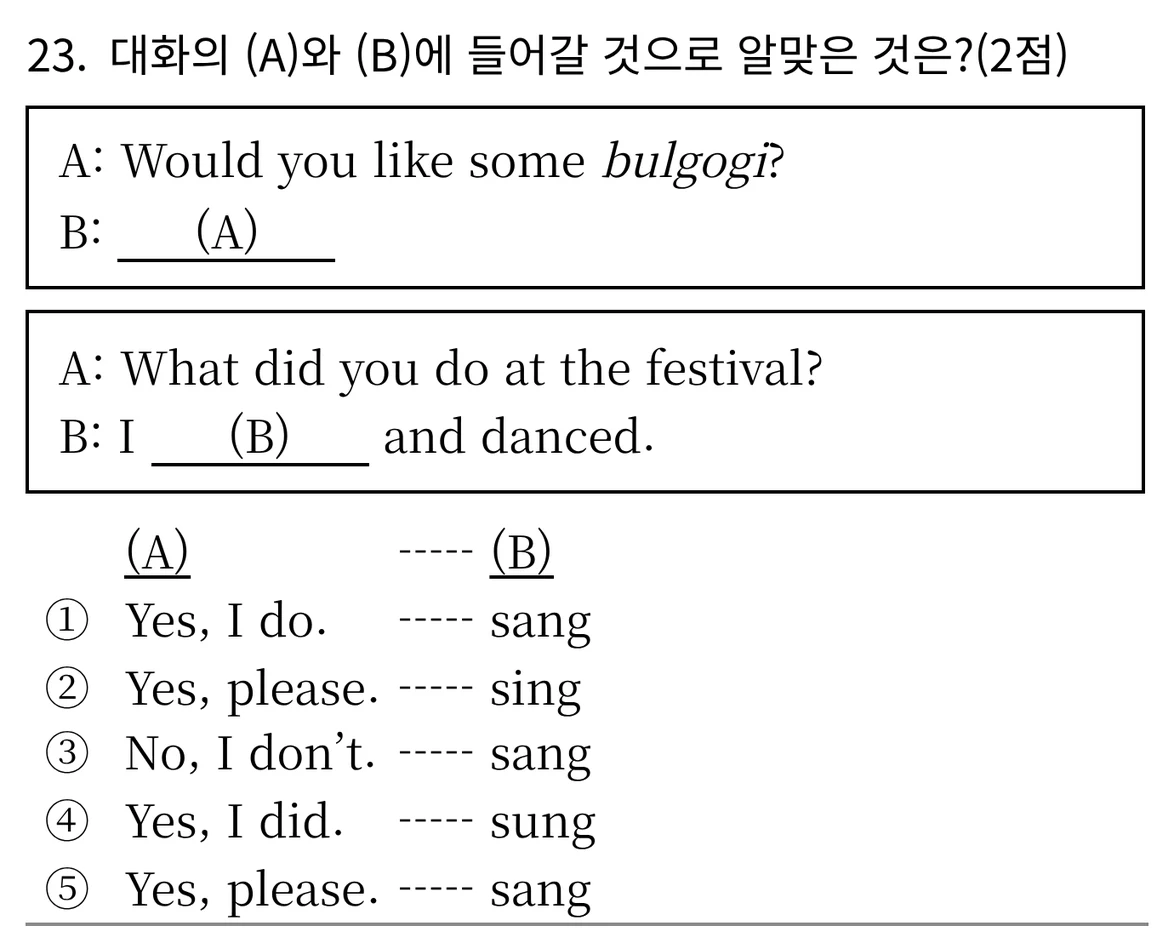 23. 대화의 (A)와 (B)에 들어갈 것으로 알맞은 것은?(2점)
A: Would you like some bulgogi?
B: (A)
A: What did you do at the festival?
B: I (B) and danced.
(A) ----- (B)
① Yes, I do. ----- sang
② Yes, please. ----- sing
③ No, I don’t. ----- sang
④ Yes, I did. ----- sung
⑤ Yes, please. ----- sang